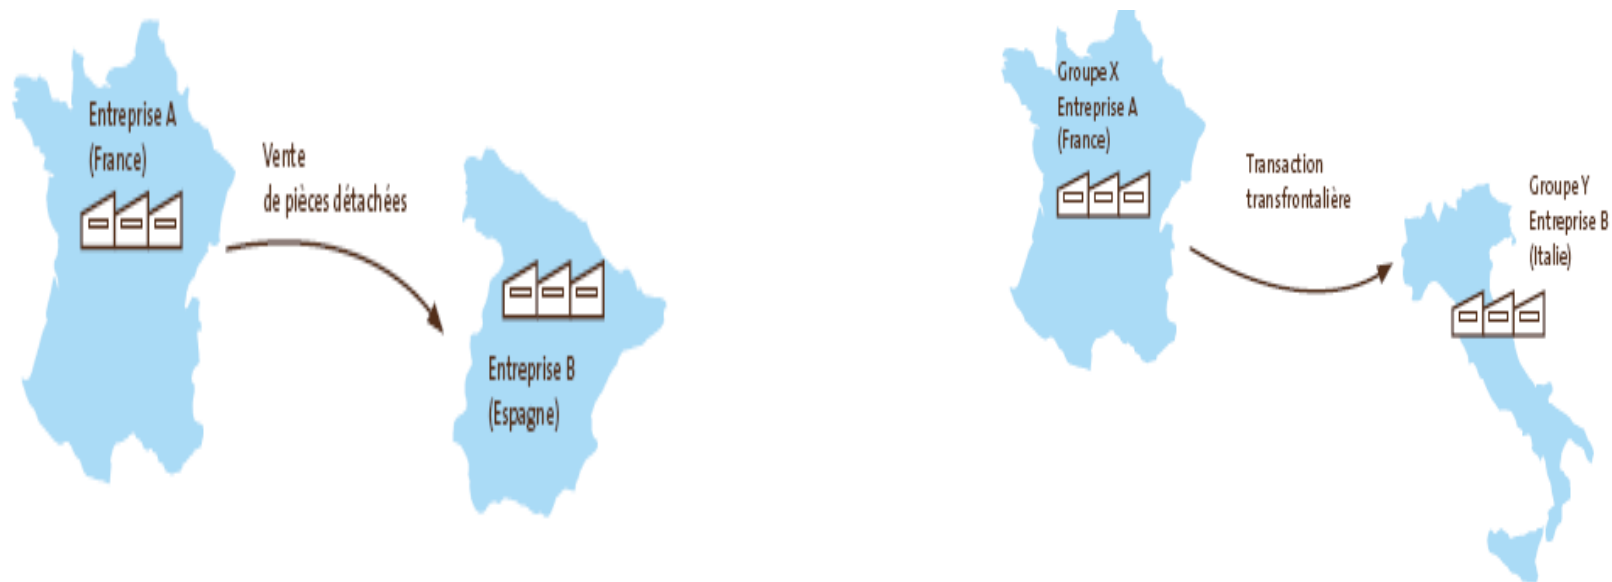 Entreprise A
(France)
Vente
de pièces détachées
Entreprise B
(Espagne)
Groupe X
Entreprise A
(France)
Transaction
transfrontalière
Groupe Y
Entreprise B
(Italie)